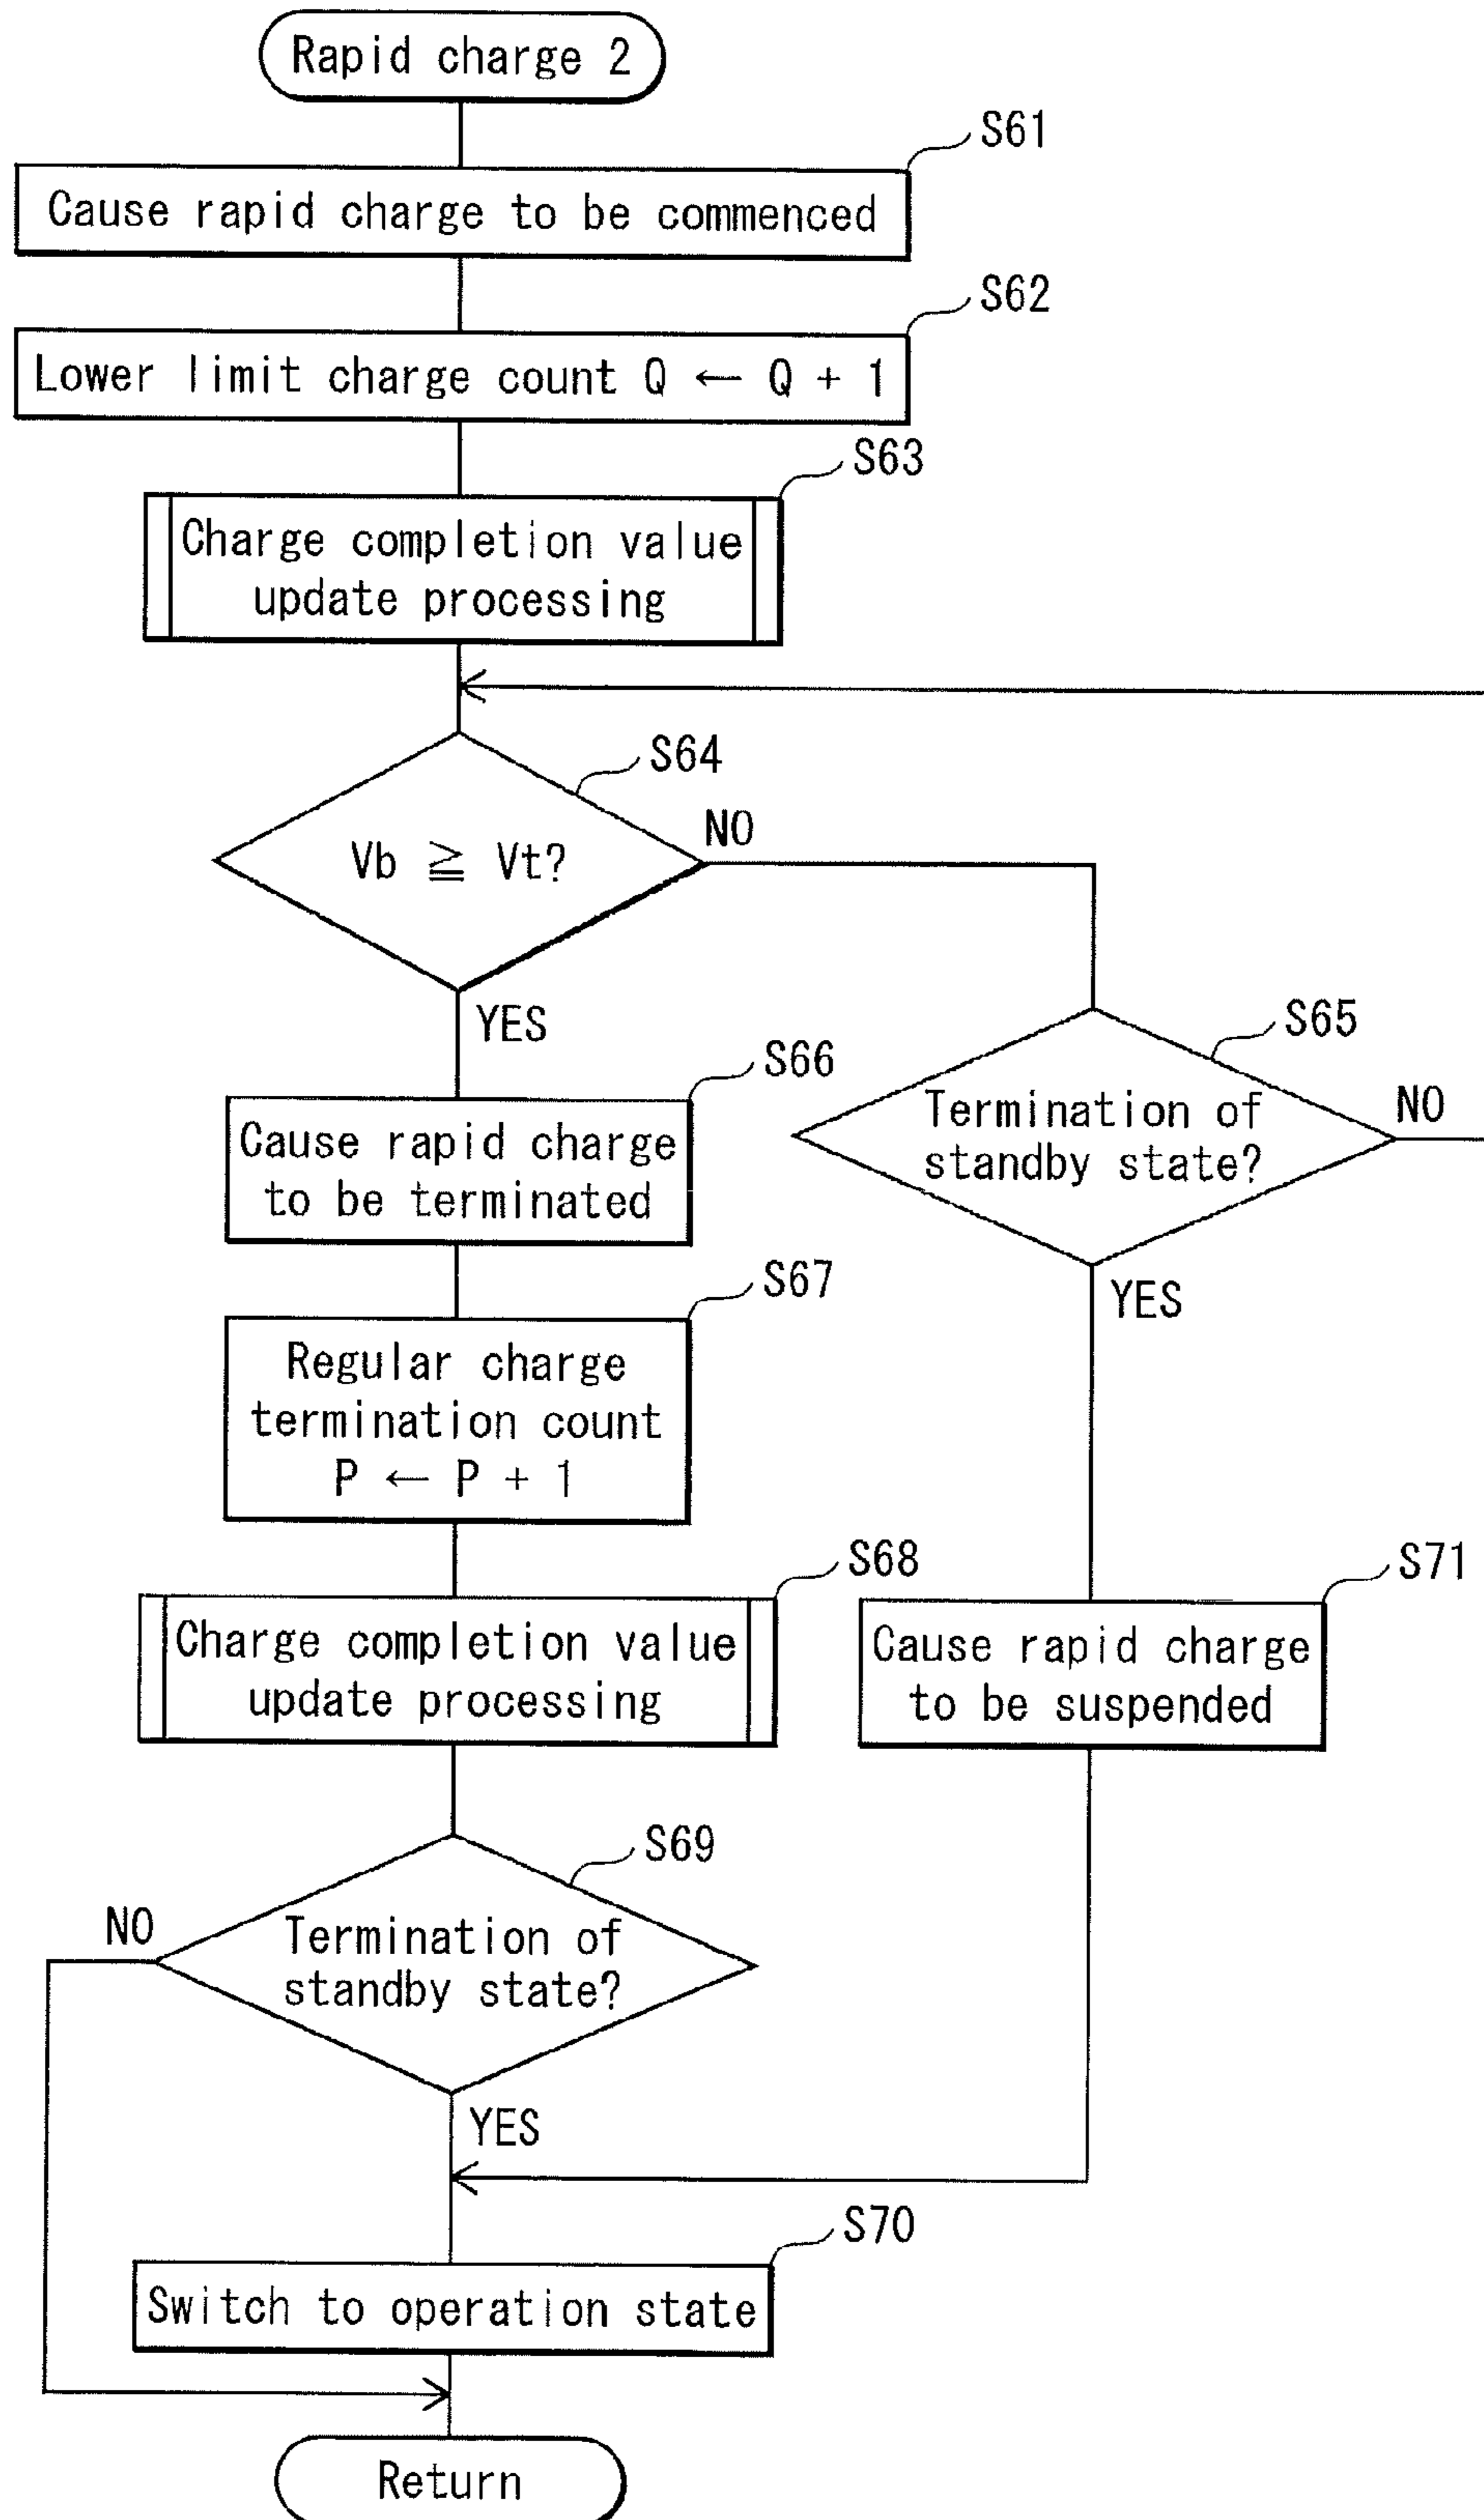 Rapid charge 2
S61
Cause rapid charge to be commenced
S62
Lower limit charge count Q ← Q + 1
S63
Charge completion value
update processing
S64
Vb ≧ Vt?
NO
YES
S65
Termination of
standby state?
NO
YES
S66
Cause rapid charge
to be terminated
S67
Regular charge
termination count
P ← P + 1
S68
Charge completion value
update processing
S71
Cause rapid charge
to be suspended
S69
Termination of
standby state?
NO
YES
S70
Switch to operation state
Return